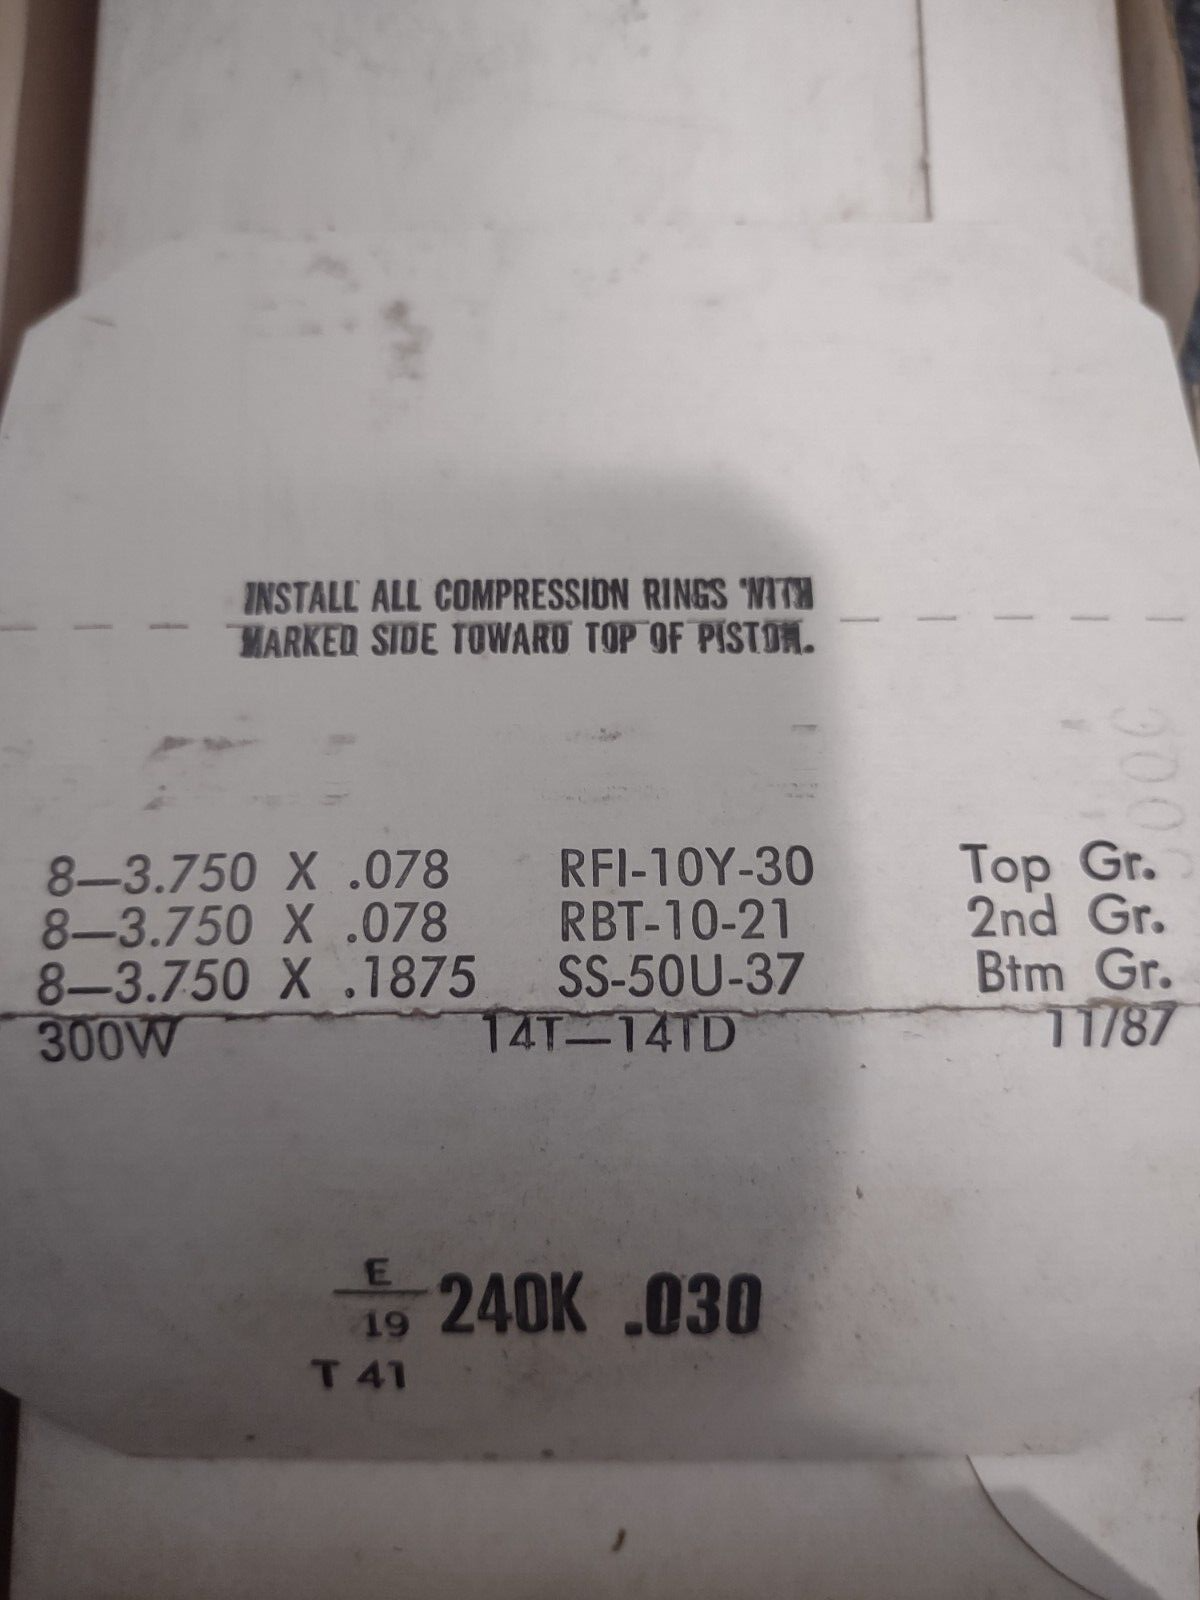 INSTALL ALL COMPRESSION RINGS WITH
MARKED SIDE TOWARD TOP OF PISTON.
8—3.750 X .078 RFI-10Y-30 Top Gr.
8—3.750 X .078 RBT-10-21 2nd Gr.
8—3.750 X .1875 SS-50U-37 Btm Gr.
300W 14T—14TD 11/87
E
19 240K .030
T 41